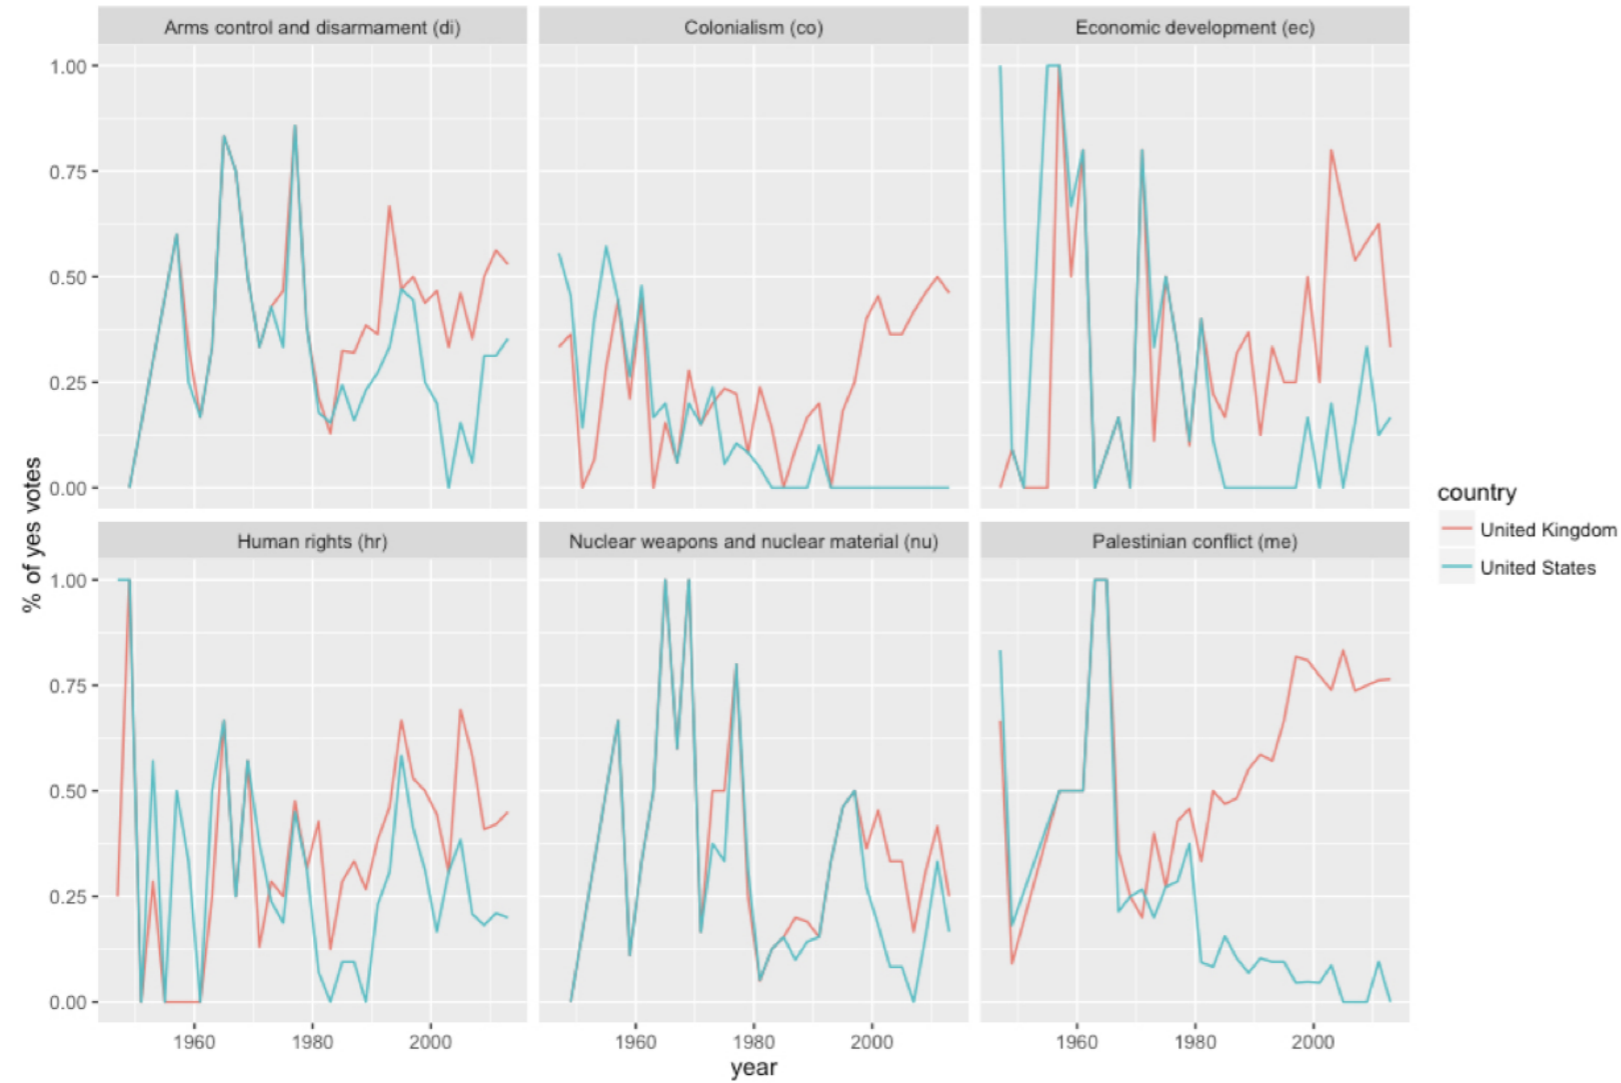 Arms control and disarmament (di)
Colonialism (co)
Economic development (ec)
1.00
0.75
0.50
0.25
0.00
Human rights (hr)
Nuclear weapons and nuclear material (nu)
Palestinian conflict (me)
1.00
0.75
0.50
0.25
0.00
1960 1980 2000
1960 1980 2000
1960 1980 2000
year
% of yes votes
country
United Kingdom
United States